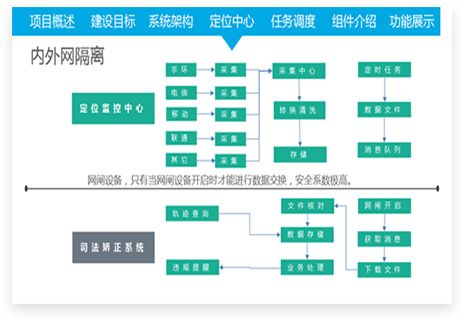 项目概述 建设目标 系统架构 定位中心 任务调度 组件介绍 功能展示
内外网隔离
手环 采集 采集中心 定时任务
定位监控中心
电信 采集
移动 采集 转换清洗 数据文件
联通 采集
其它 采集 存储 消息队列
网闸设备，只有当网闸设备开启时才能进行数据交换，安全系数极高。
轨迹查询 文件核对 网闸开启
司法矫正系统
数据存储 获取消息
违规提醒 业务处理 下载文件